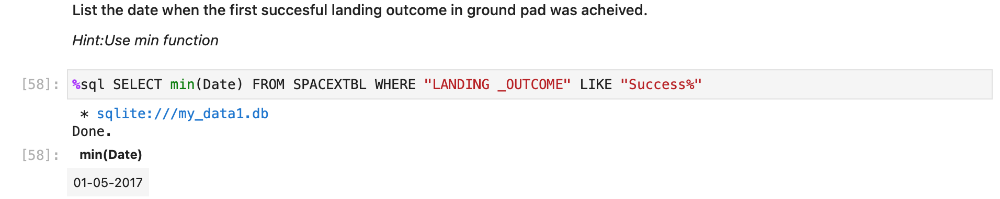 List the date when the first succesful landing outcome in ground pad was acheived.
Hint:Use min function
[58]: %sql SELECT min(Date) FROM SPACEXTBL WHERE "LANDING _OUTCOME" LIKE "Success%"
* sqlite:///my_data1.db
Done.
[58]: min(Date)
01-05-2017